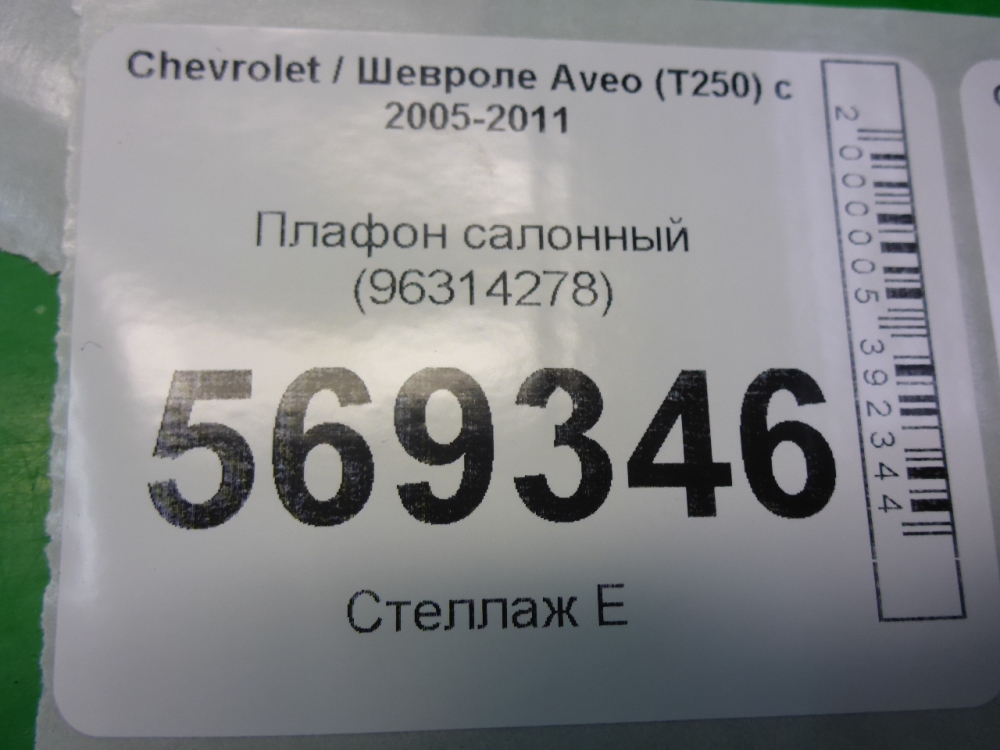 Chevrolet / Шевроле Aveo (T250) с
2005-2011
Плафон салонный
(96314278)
569346
Стеллаж Е
2000005392344